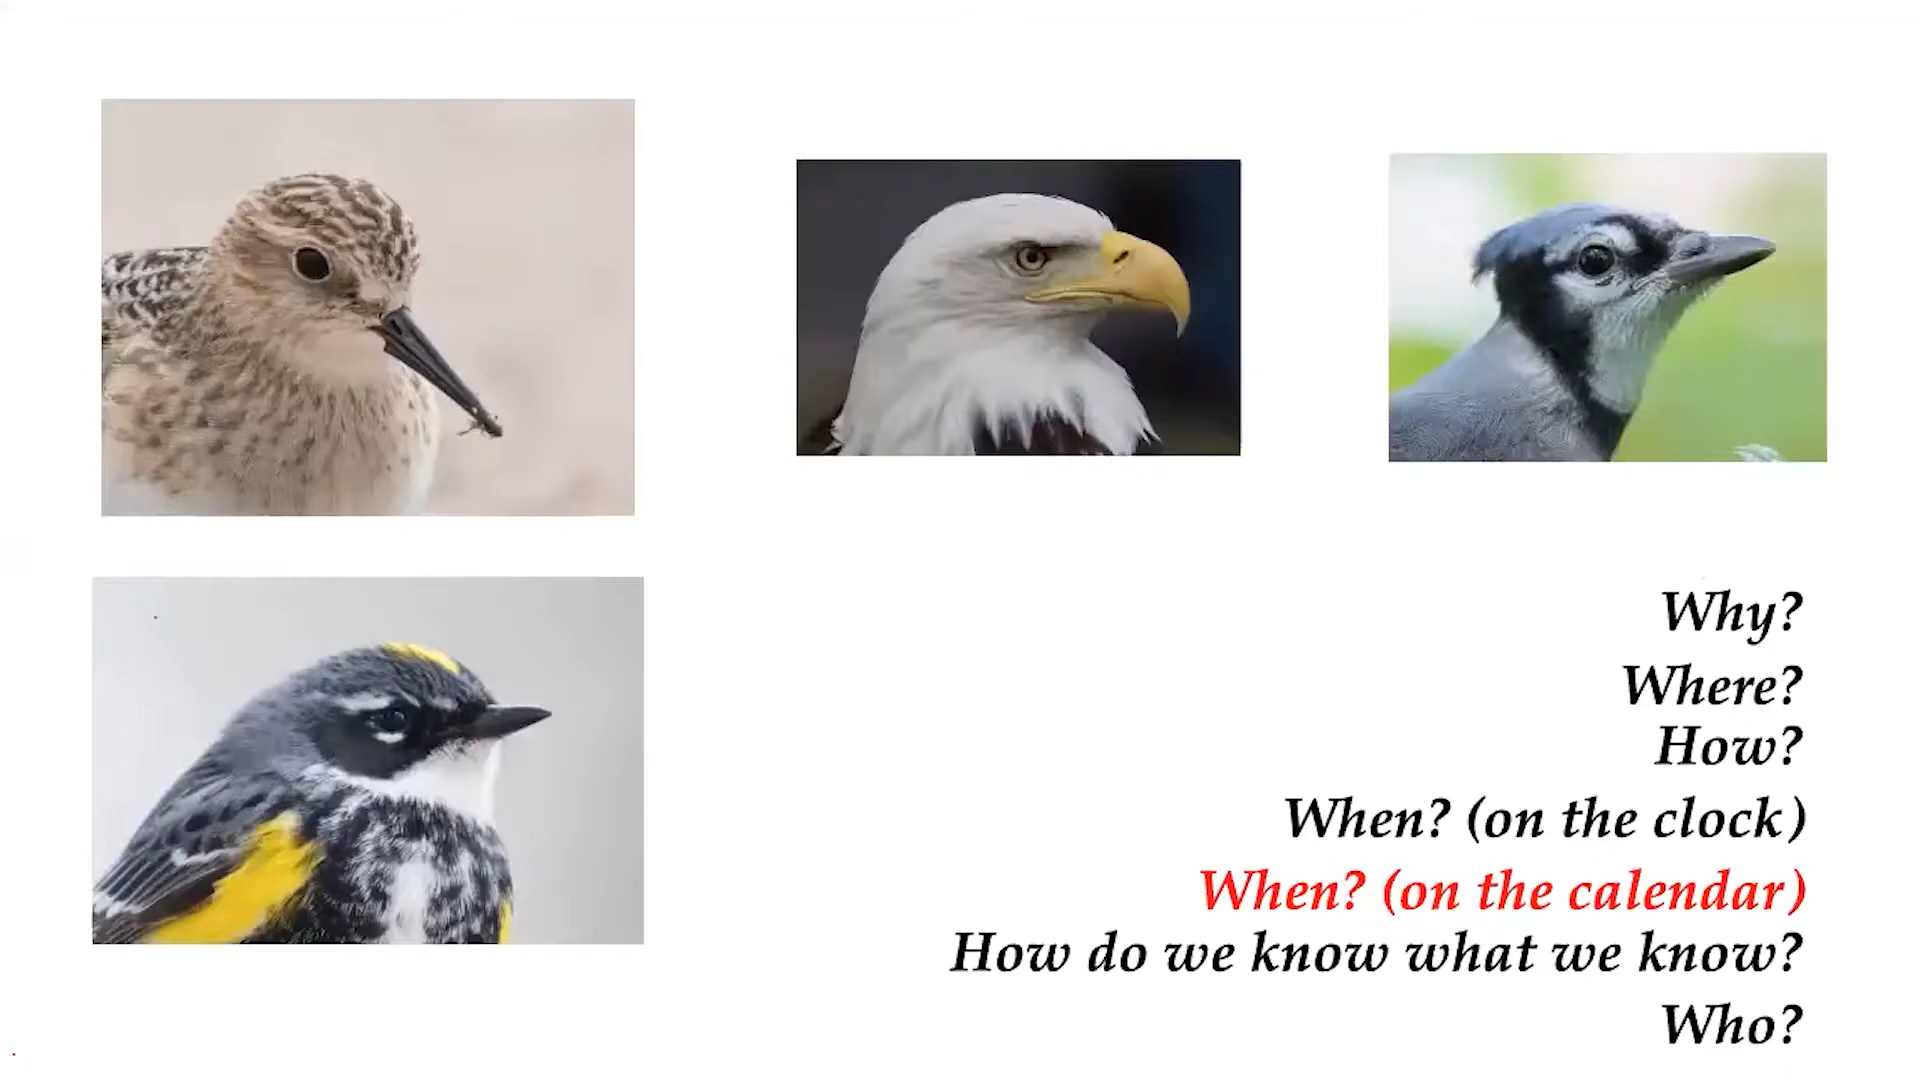 Why?
Where?
How?
When? (on the clock)
When? (on the calendar)
How do we know what we know?
Who?